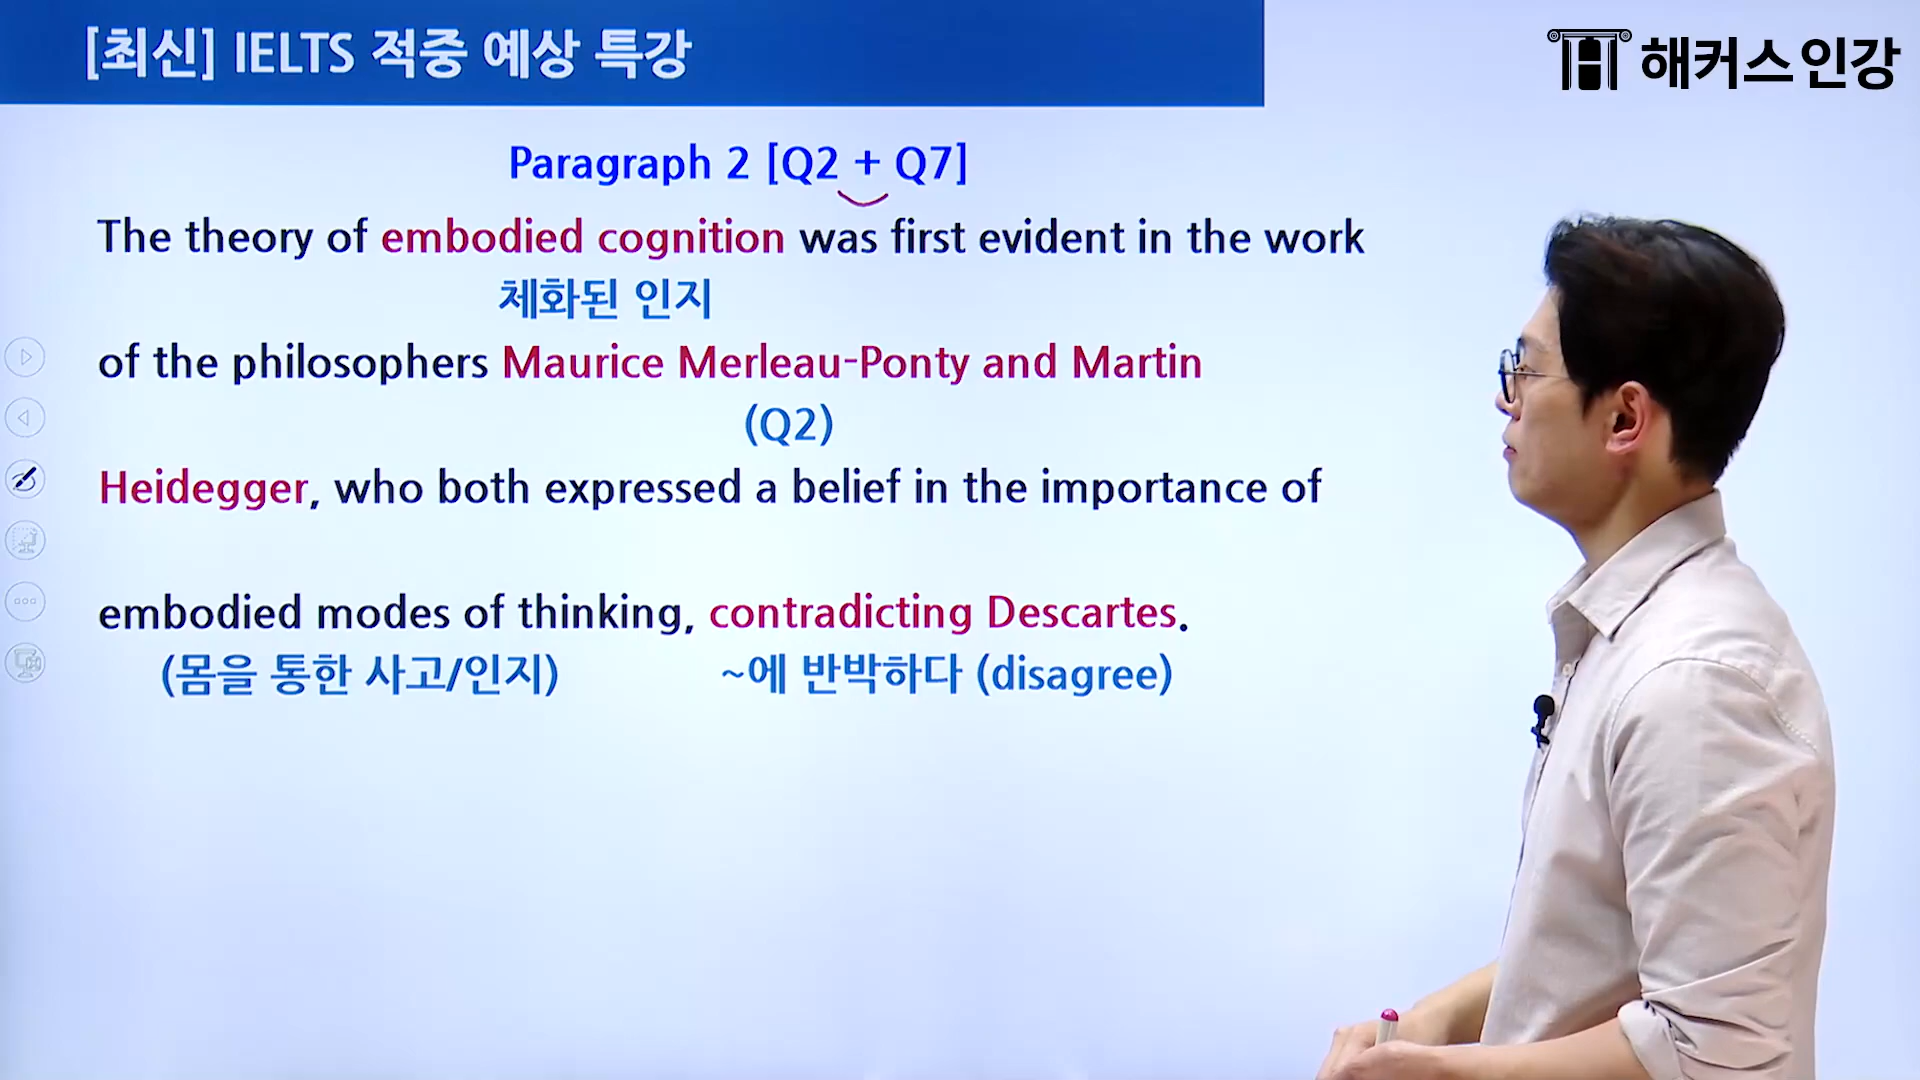 [최신] IELTS 적중 예상 특강
해커스인강
Paragraph 2 [Q2 + Q7]
The theory of embodied cognition was first evident in the work
체화된 인지
of the philosophers Maurice Merleau-Ponty and Martin
(Q2)
Heidegger, who both expressed a belief in the importance of
embodied modes of thinking, contradicting Descartes.
(몸을 통한 사고/인지) ~에 반박하다 (disagree)